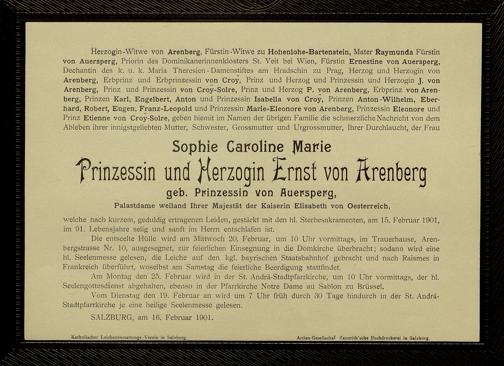 Herzogin-Witwe von Arenberg, Fürstin-Witwe zu Hohenlohe-Bartenstein, Mater Raymunda Fürstin
von Auersperg, Priorin des Dominikanerinnenklosters St. Veit bei Wien, Fürstin Ernestine von Auersperg,
Dechantin des k. u. k. Maria Theresien-Damenstiftes am Hradschin zu Prag, Herzog und Herzogin von
Arenberg, Erbprinz und Erbprinzessin von Croÿ, Prinz und Herzog und Prinzessin und Herzogin J. von
Arenberg, Prinz und Prinzessin von Croÿ-Solre, Prinz und Herzog P. von Arenberg, Erbprinz von Aren-
berg, Prinzen Karl, Engelbert, Anton und Prinzessin Isabella von Croÿ, Prinzen Anton-Wilhelm, Eber-
hard, Robert, Eugen, Franz-Leopold und Prinzessin Marie-Eleonore von Arenberg, Prinzessin Eleonore und
Prinz Etienne von Croÿ-Solre, geben hiemit im Namen der übrigen Familie die schmerzliche Nachricht von dem
Ableben ihrer innigstgeliebten Mutter, Schwester, Grossmutter und Urgrossmutter, Ihrer Durchlaucht, der Frau
Sophie Caroline Marie
Prinzessin und Herzogin Ernst von Arenberg
geb. Prinzessin von Auersperg,
Palastdame weiland Ihrer Majestät der Kaiserin Elisabeth von Oesterreich,
welche nach kurzem, geduldig ertragenen Leiden, gestärkt mit den hl. Sterbesakramenten, am 15. Februar 1901,
im 91. Lebensjahre selig und sanft im Herrn entschlafen ist.
Die entseelte Hülle wird am Mittwoch 20. Februar, um 10 Uhr vormittags, im Trauerhause, Aren-
bergstrasse Nr. 10, ausgesegnet, zur feierlichen Einsegnung in die Domkirche überbracht; sodann wird eine
hl. Seelenmesse gelesen, die Leiche auf den kgl. bayrischen Staatsbahnhof gebracht und nach Raismes in
Frankreich überführt, woselbst am Samstag die feierliche Beerdigung stattfindet.
Am Montag den 25. Februar wird in der St. Andrä-Stadtpfarrkirche, um 10 Uhr vormittags, der hl.
Seelengottesdienst abgehalten, ebenso in der Pfarrkirche Notre Dame au Sablon zu Brüssel.
Vom Dienstag den 19. Februar an wird um 7 Uhr früh durch 30 Tage hindurch in der St. Andrä-
Stadtpfarrkirche je eine heilige Seelenmesse gelesen.
SALZBURG, am 16. Februar 1901.
Katholischer Verein in Salzburg.
Actien-Gesellschaft Buchdruckerei in Salzburg.